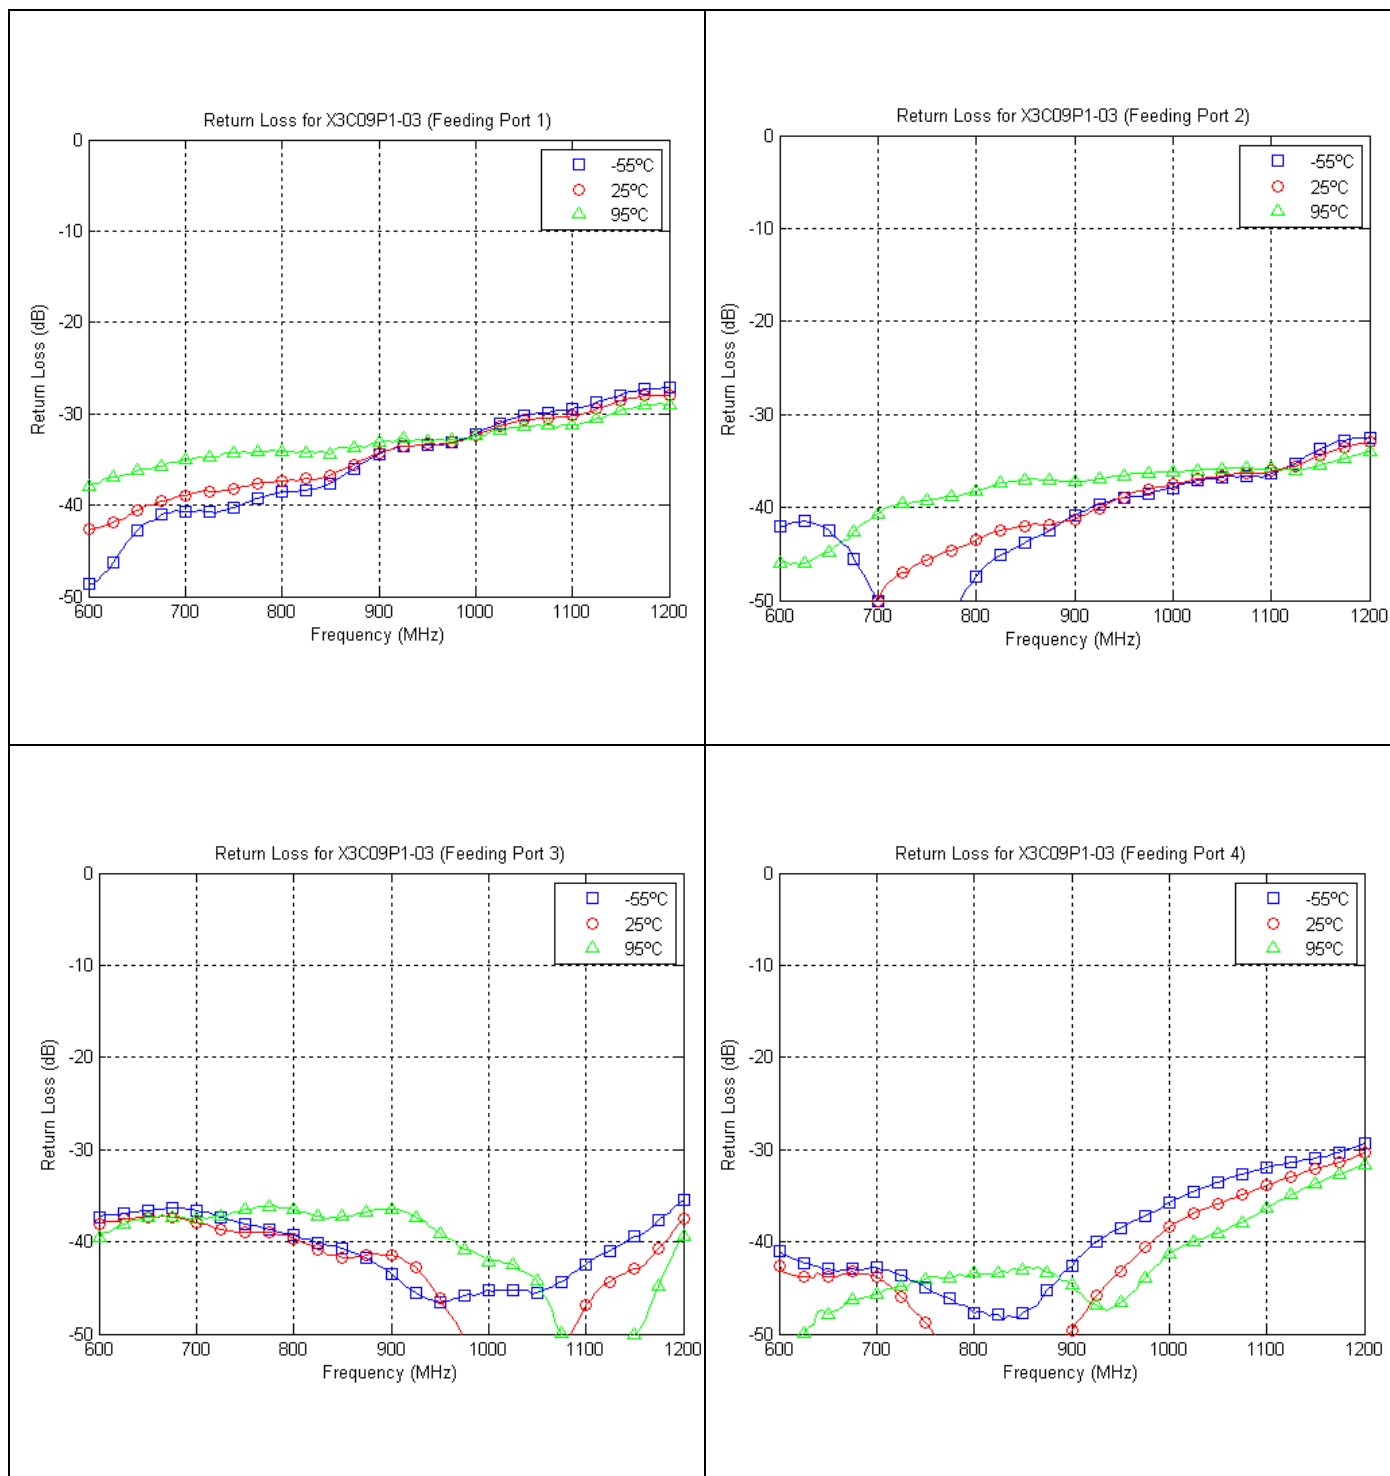 Return Loss for X3C09P1-03 (Feeding Port 1)
0
-10
-20
-30
-40
-50
Return Loss (dB)
-55ºC
25ºC
95ºC
600 700 800 900 1000 1100 1200
Frequency (MHz)
Return Loss for X3C09P1-03 (Feeding Port 2)
0
-10
-20
-30
-40
-50
Return Loss (dB)
-55ºC
25ºC
95ºC
600 700 800 900 1000 1100 1200
Frequency (MHz)
Return Loss for X3C09P1-03 (Feeding Port 3)
0
-10
-20
-30
-40
-50
Return Loss (dB)
-55ºC
25ºC
95ºC
600 700 800 900 1000 1100 1200
Frequency (MHz)
Return Loss for X3C09P1-03 (Feeding Port 4)
0
-10
-20
-30
-40
-50
Return Loss (dB)
-55ºC
25ºC
95ºC
600 700 800 900 1000 1100 1200
Frequency (MHz)